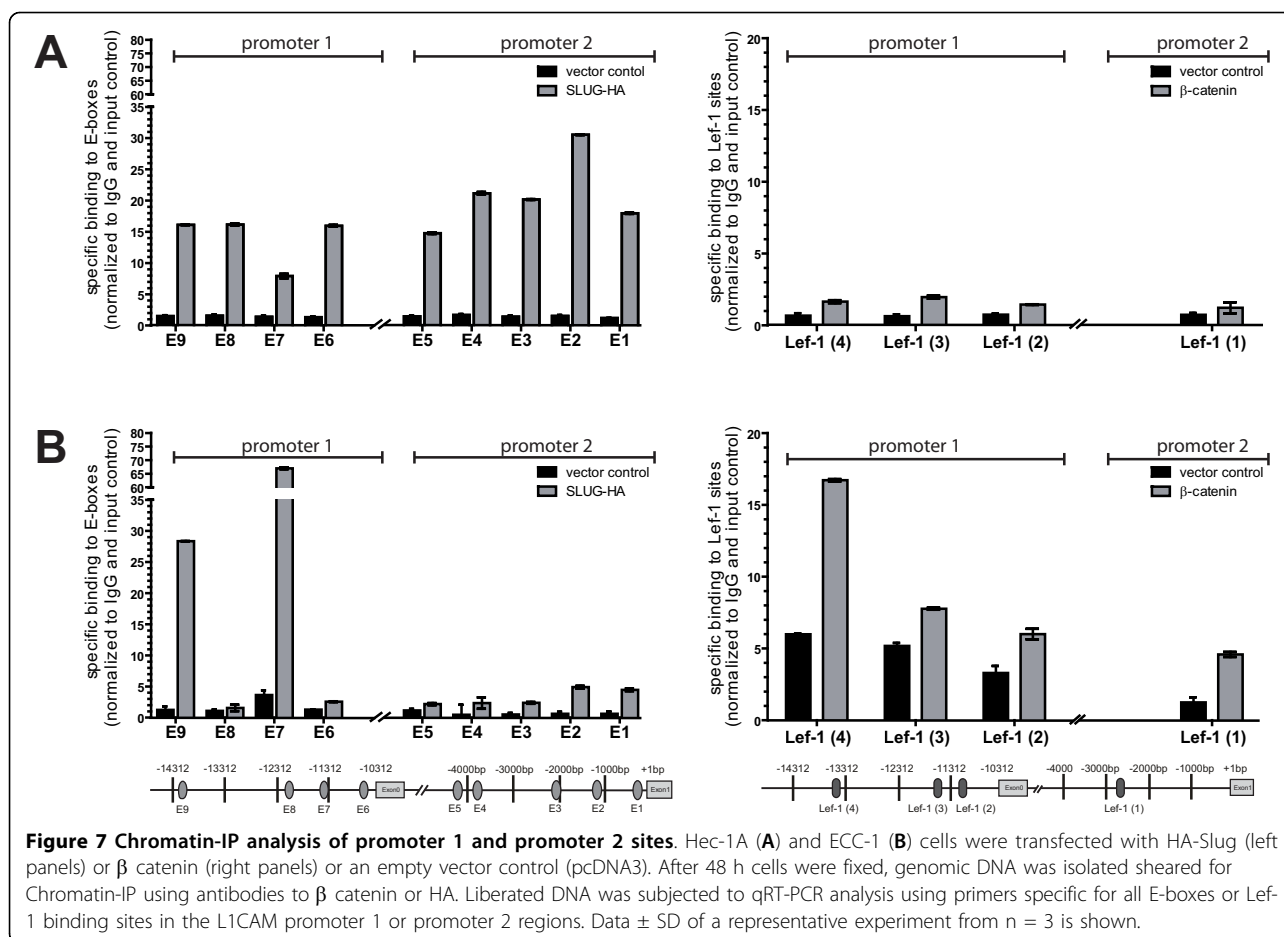 A
promoter 1
promoter 2
vector contol
SLUG-HA
specific binding to E-boxes
(normalized to IgG and input control)
80
75
70
65
60
35
30
25
20
15
10
5
0
E9 E8 E7 E6 E5 E4 E3 E2 E1
promoter 1
promoter 2
vector control
β-catenin
specific binding to Lef-1 sites
(normalized to IgG and input control)
20
15
10
5
0
Lef-1 (4) Lef-1 (3) Lef-1 (2) Lef-1 (1)
B
promoter 1
promoter 2
vector control
SLUG-HA
specific binding to E-boxes
(normalized to IgG and input control)
80
75
70
65
60
35
30
25
20
15
10
5
0
E9 E8 E7 E6 E5 E4 E3 E2 E1
-14312 -13312 -12312 -11312 -10312 -4000bp -3000bp -2000bp -1000bp +1bp
Exon0 Exon1
E9 E8 E7 E6 E5 E4 E3 E2 E1
promoter 1
promoter 2
vector control
β-catenin
specific binding to Lef-1 sites
(normalized to IgG and input control)
20
15
10
5
0
Lef-1 (4) Lef-1 (3) Lef-1 (2) Lef-1 (1)
-14312 -13312 -12312 -11312 -10312 -4000 -3000bp -2000bp -1000bp +1bp
Exon0 Exon1
Lef-1 (4) Lef-1 (3) Lef-1 (2) Lef-1 (1)
Figure 7 Chromatin-IP analysis of promoter 1 and promoter 2 sites. Hec-1A (A) and ECC-1 (B) cells were transfected with HA-Slug (left
panels) or β catenin (right panels) or an empty vector control (pcDNA3). After 48 h cells were fixed, genomic DNA was isolated sheared for
Chromatin-IP using antibodies to β catenin or HA. Liberated DNA was subjected to qRT-PCR analysis using primers specific for all E-boxes or Lef-
1 binding sites in the L1CAM promoter 1 or promoter 2 regions. Data ± SD of a representative experiment from n = 3 is shown.